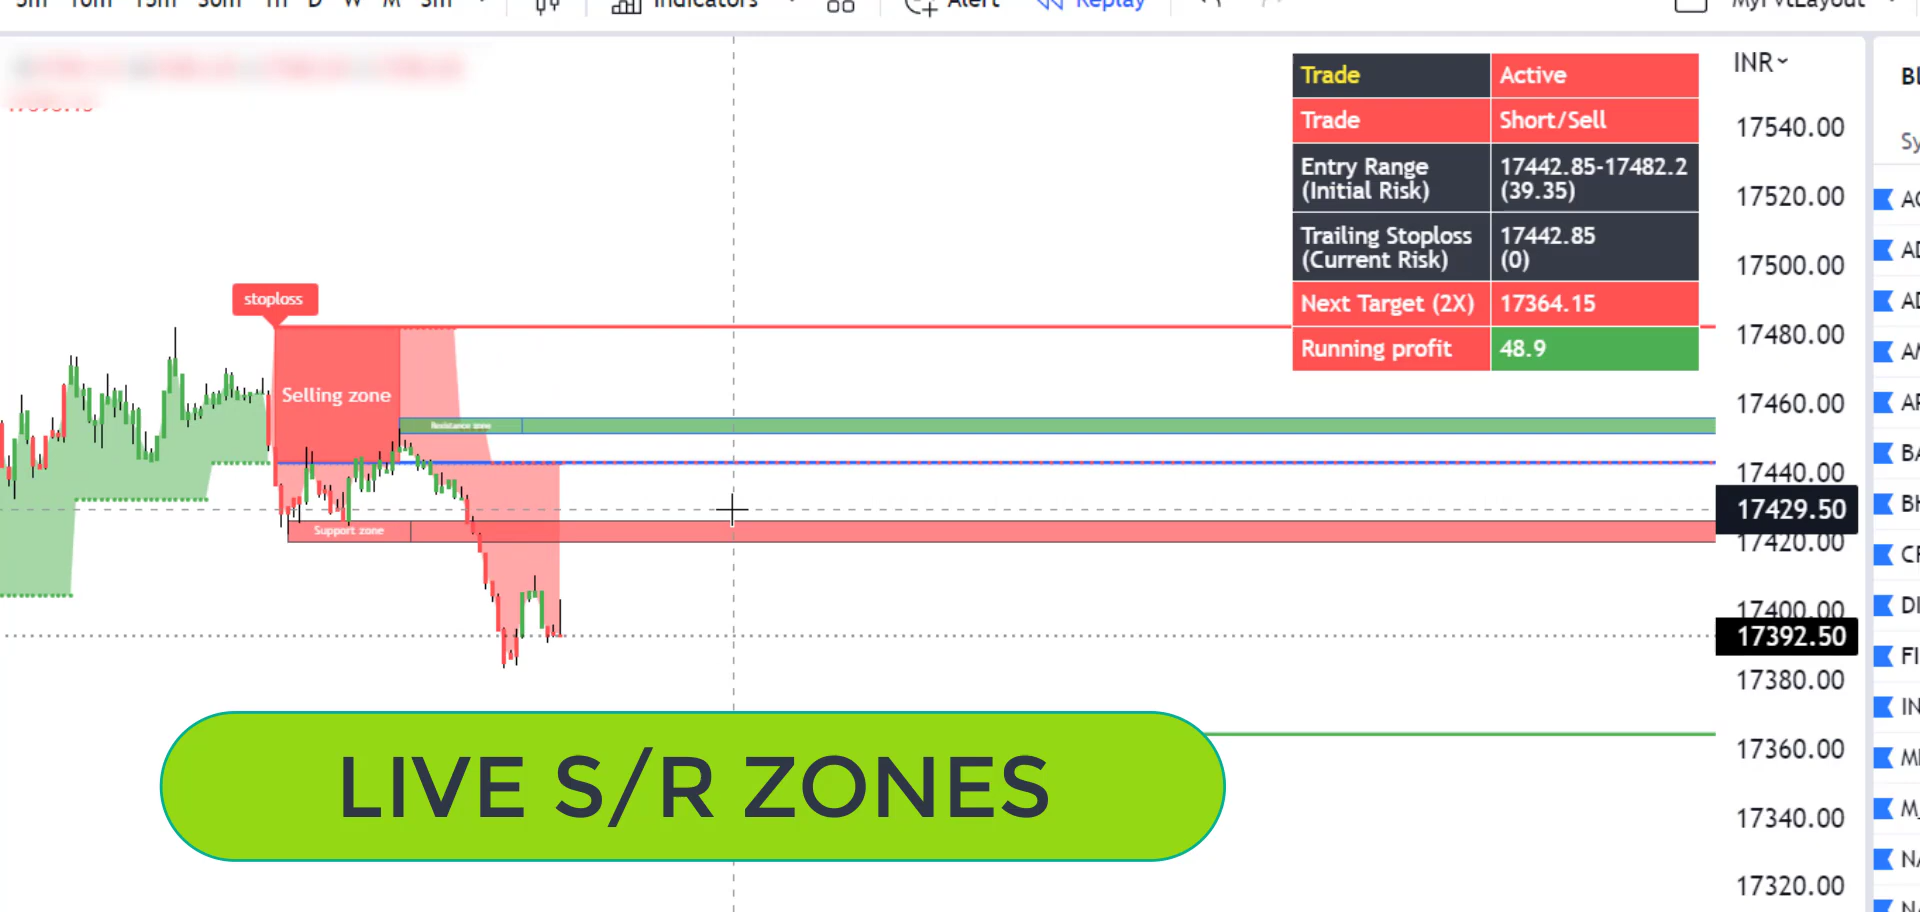 Indicators
Alert
Replay
MyPvtLayout
INR
Trade Active
Trade Short/Sell
Entry Range 17442.85-17482.2
(Initial Risk) (39.35)
Trailing Stoploss 17442.85
(Current Risk) (0)
Next Target (2X) 17364.15
Running profit 48.9
stoploss
Selling zone
Resistance zone
Support zone
17540.00
17520.00
17500.00
17480.00
17460.00
17440.00
17429.50
17420.00
17400.00
17392.50
17380.00
17360.00
17340.00
17320.00
LIVE S/R ZONES